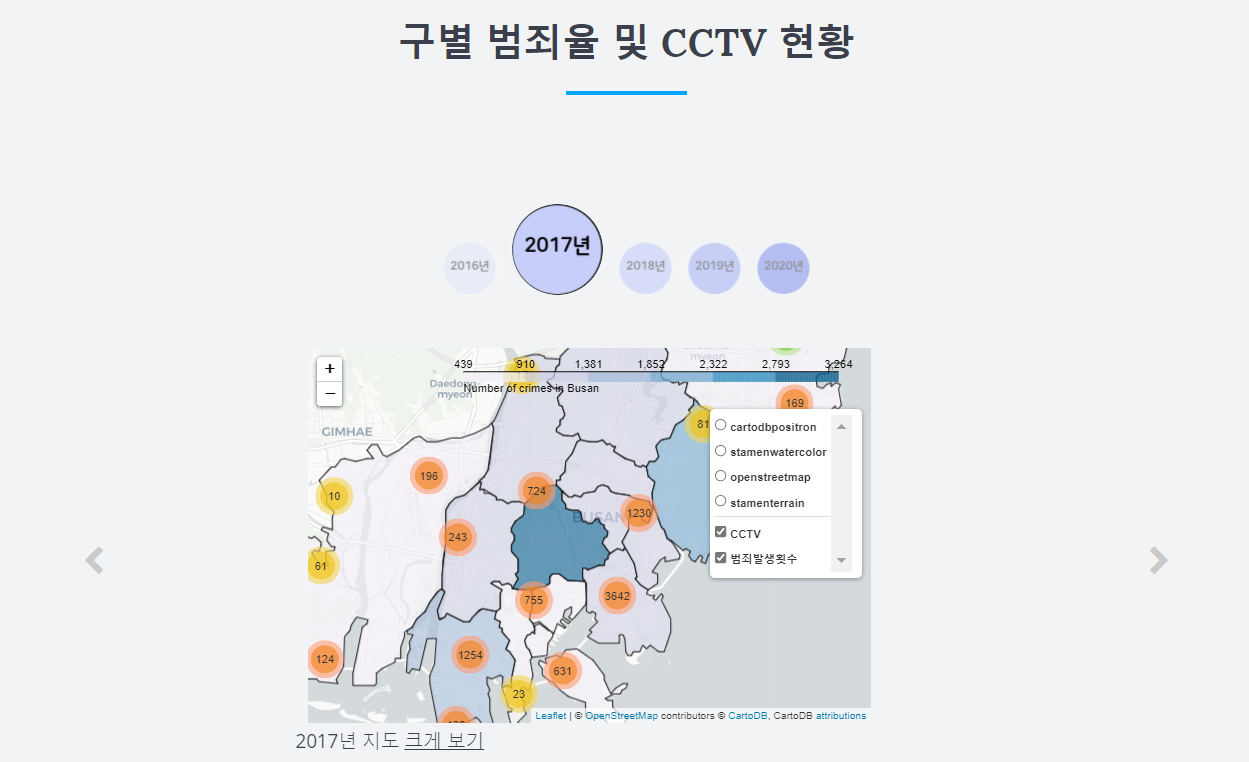 구별 범죄율 및 CCTV 현황
2016년
2017년
2018년
2019년
2020년
+
−
439 910 1,381 1,852 2,322 2,793 3,264
Number of crimes in Busan
Daedong
myeon
myeon
GIMHAE
169
81
196
10
724
BUSAN
1230
243
61
755
3642
124
1254
631
23
cartodbpositron
stamenwatercolor
openstreetmap
stamenterrain
CCTV
범죄발생횟수
Leaflet | © OpenStreetMap contributors © CartoDB, CartoDB attributions
2017년 지도 크게 보기